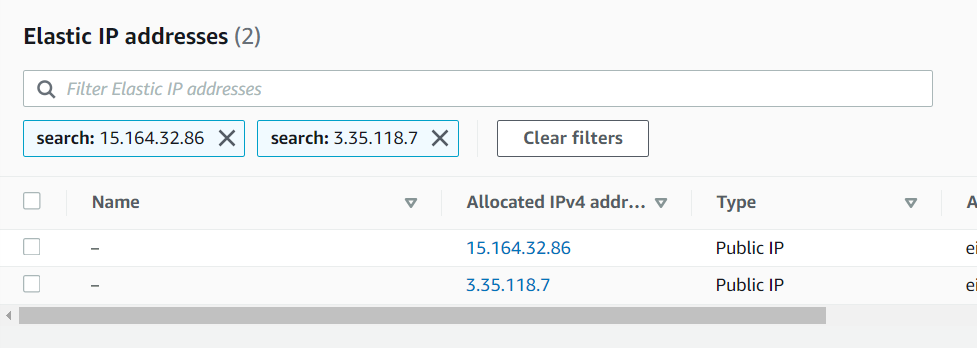 Elastic IP addresses (2)
Filter Elastic IP addresses
search: 15.164.32.86 search: 3.35.118.7 Clear filters
Name Allocated IPv4 addr... Type A
– 15.164.32.86 Public IP ei
– 3.35.118.7 Public IP ei